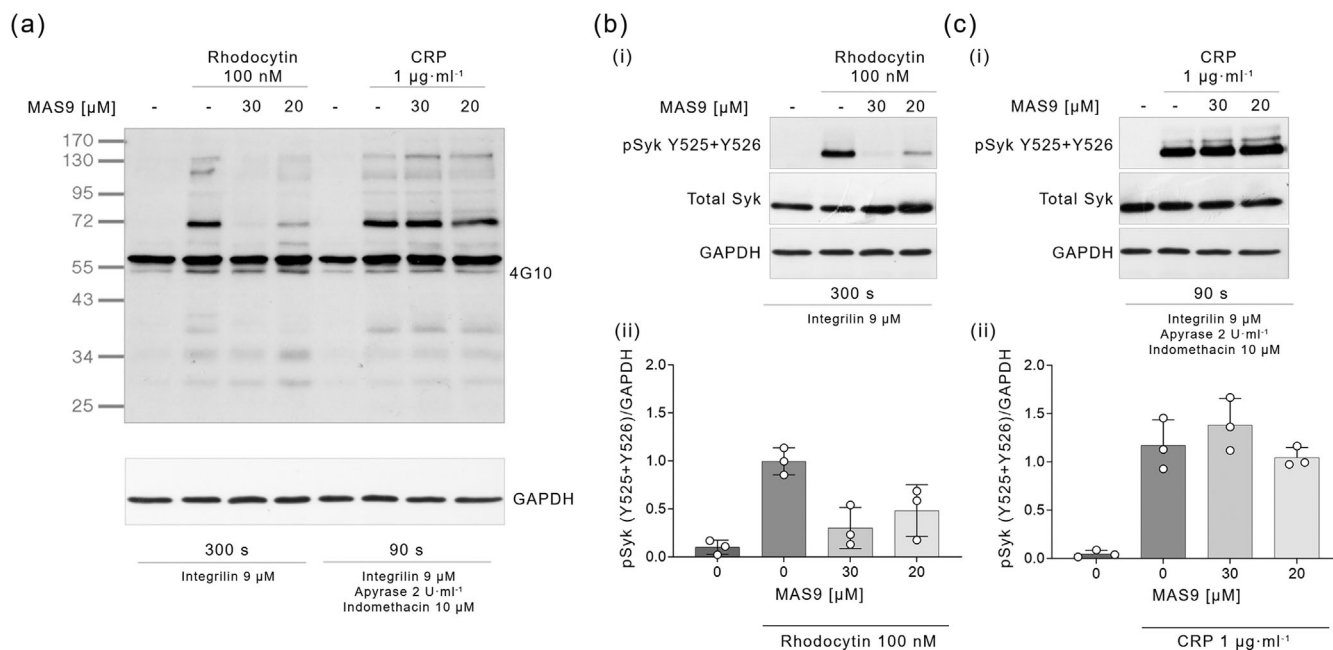 (a)
Rhodocytin
100 nM
CRP
1 µg·ml⁻¹
MAS9 [µM] - - 30 20 - - 30 20
170
130
95
72
55
43
34
25
4G10
GAPDH
300 s
Integrilin 9 µM
90 s
Integrilin 9 µM
Apyrase 2 U·ml⁻¹
Indomethacin 10 µM
(b)
(i)
Rhodocytin
100 nM
MAS9 [µM] - - 30 20
pSyk Y525+Y526
Total Syk
GAPDH
300 s
Integrilin 9 µM
(ii)
pSyk (Y525+Y526)/GAPDH
2.0
1.5
1.0
0.5
0.0
0 0 30 20
MAS9 [µM]
Rhodocytin 100 nM
(c)
(i)
CRP
1 µg·ml⁻¹
MAS9 [µM] - - 30 20
pSyk Y525+Y526
Total Syk
GAPDH
90 s
Integrilin 9 µM
Apyrase 2 U·ml⁻¹
Indomethacin 10 µM
(ii)
pSyk (Y525+Y526)/GAPDH
2.0
1.5
1.0
0.5
0.0
0 0 30 20
MAS9 [µM]
CRP 1 µg·ml⁻¹